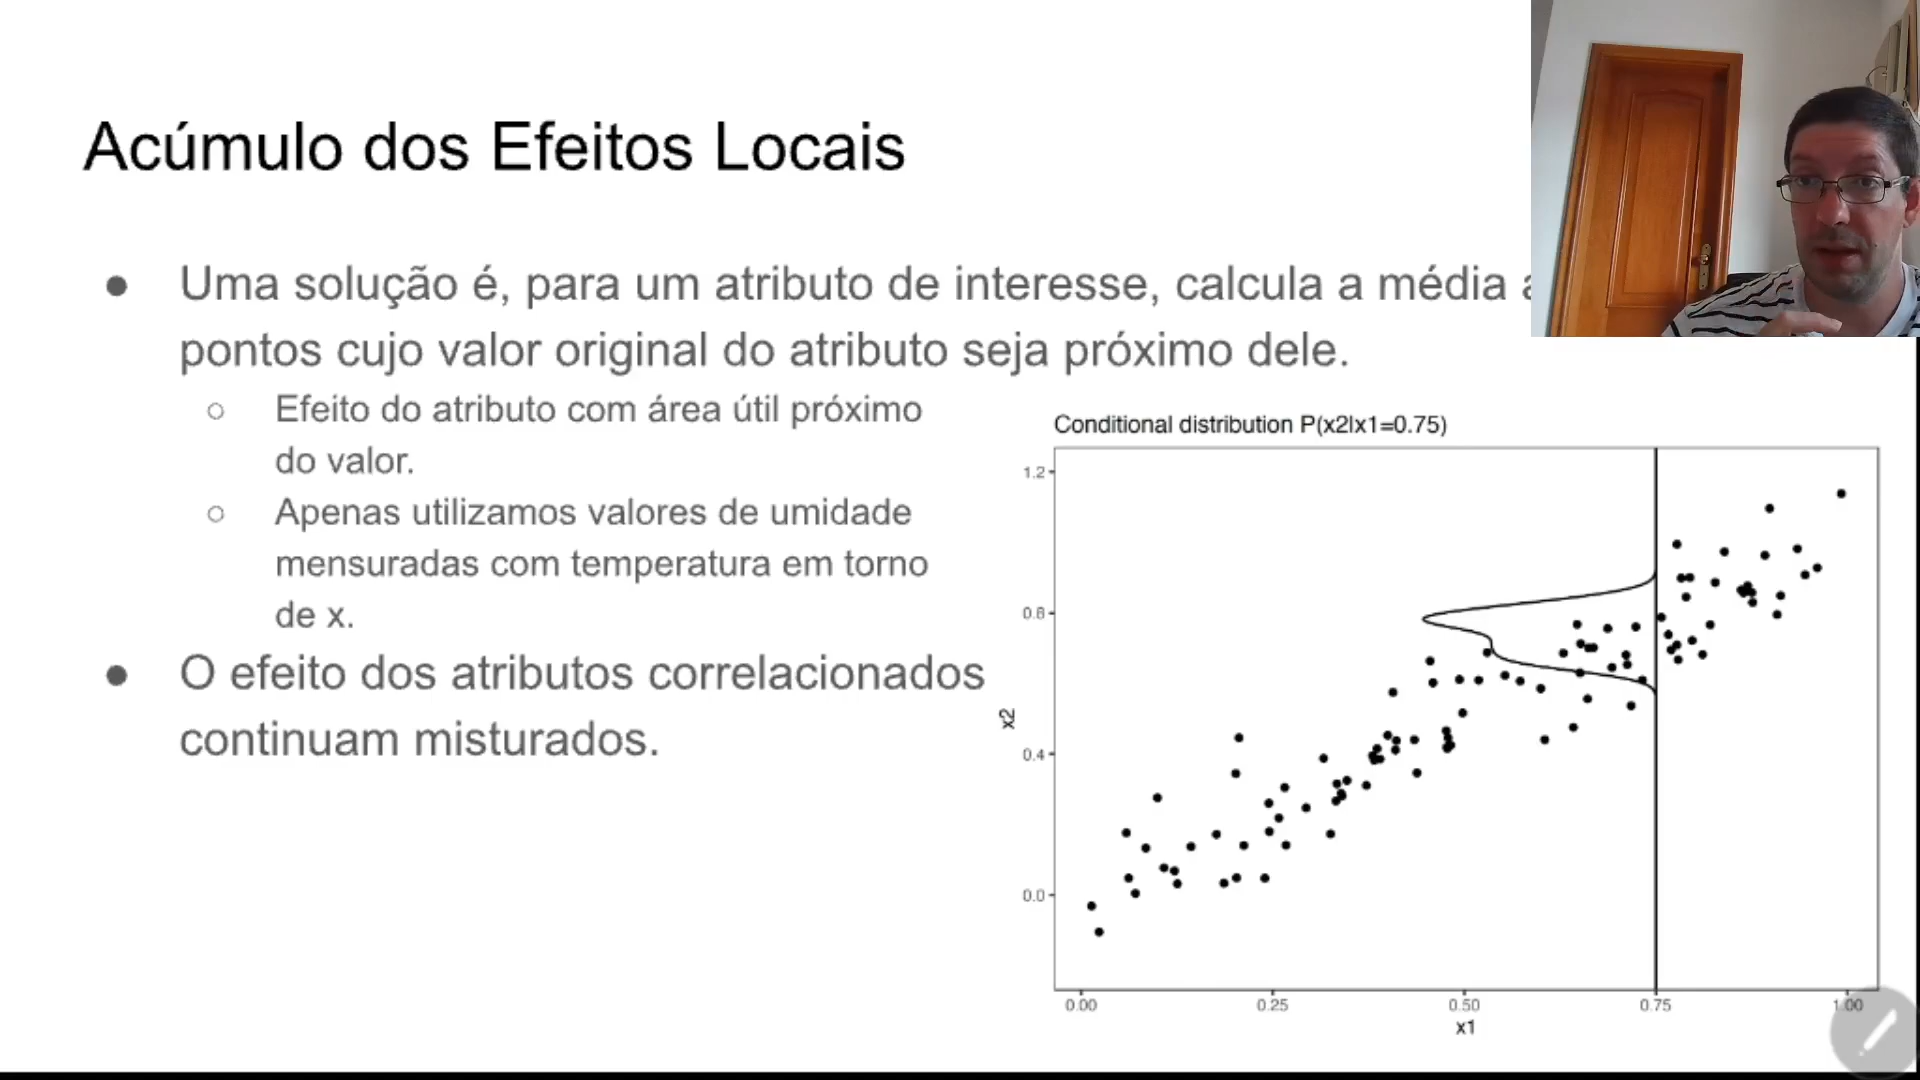 Acúmulo dos Efeitos Locais
● Uma solução é, para um atributo de interesse, calcula a média
pontos cujo valor original do atributo seja próximo dele.
○ Efeito do atributo com área útil próximo
do valor.
○ Apenas utilizamos valores de umidade
mensuradas com temperatura em torno
de x.
● O efeito dos atributos correlacionados
continuam misturados.
Conditional distribution P(x2|x1=0.75)
1.2
0.8
0.4
0.0
x2
0.00 0.25 0.50 0.75 1.00
x1